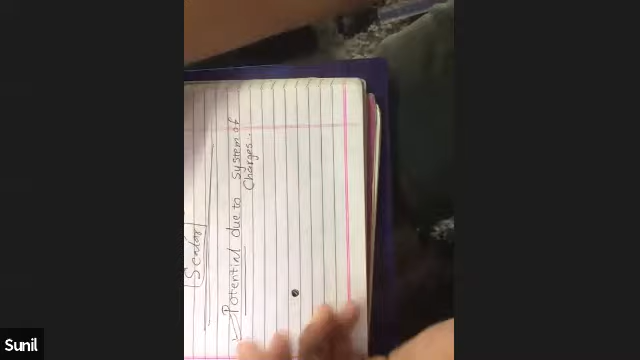 Scalar
Potential due to system of
Charges:-
Sunil